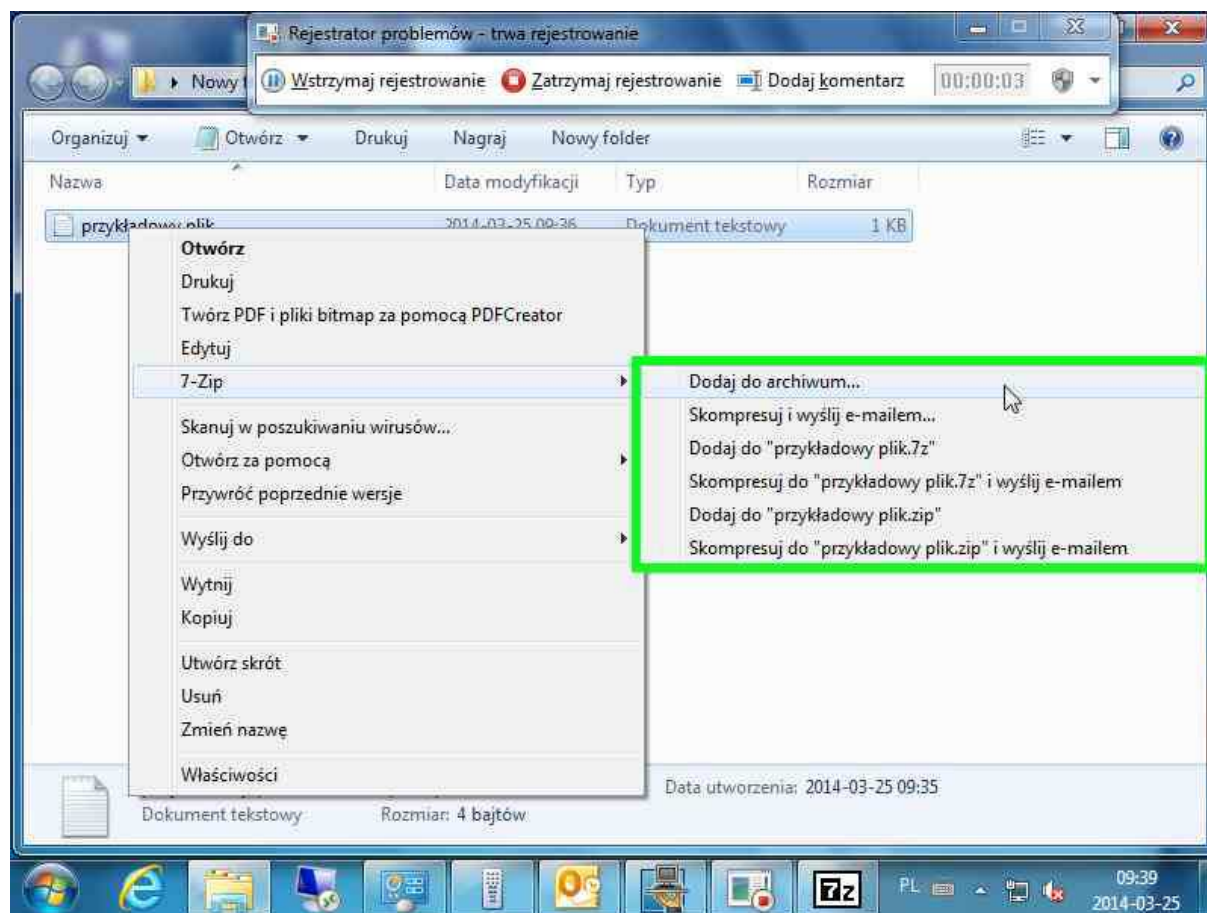 Rejestrator problemów - trwa rejestrowanie
Nowy
Wstrzymaj rejestrowanie Zatrzymaj rejestrowanie Dodaj komentarz 00:00:03
Organizuj Otwórz Drukuj Nagraj Nowy folder
Nazwa Data modyfikacji Typ Rozmiar
przykładowy plik 2014-03-25 09:36 Dokument tekstowy 1 KB
Otwórz
Drukuj
Twórz PDF i pliki bitmap za pomocą PDFCreator
Edytuj
7-Zip
Skanuj w poszukiwaniu wirusów...
Otwórz za pomocą
Przywróć poprzednie wersje
Wyślij do
Wytnij
Kopiuj
Utwórz skrót
Usuń
Zmień nazwę
Właściwości
Dodaj do archiwum...
Skompresuj i wyślij e-mailem...
Dodaj do "przykładowy plik.7z"
Skompresuj do "przykładowy plik.7z" i wyślij e-mailem
Dodaj do "przykładowy plik.zip"
Skompresuj do "przykładowy plik.zip" i wyślij e-mailem
Data utworzenia: 2014-03-25 09:35
Dokument tekstowy Rozmiar: 4 bajtów
7z PL 09:39
2014-03-25